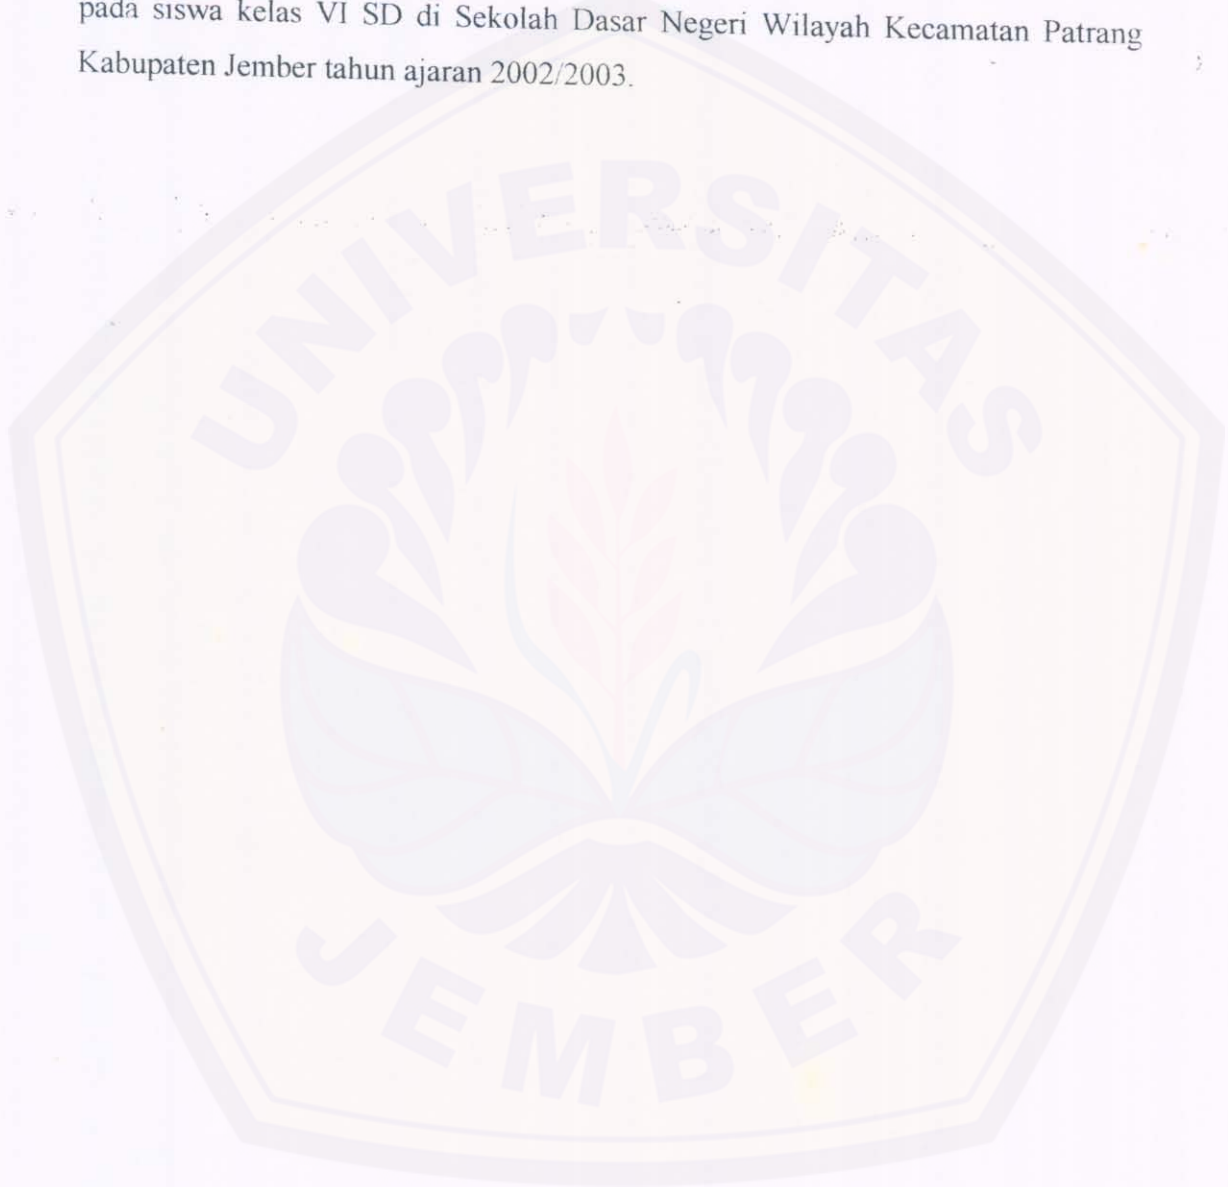 pada siswa kelas VI SD di Sekolah Dasar Negeri Wilayah Kecamatan Patrang
Kabupaten Jember tahun ajaran 2002/2003.
UNIVERSITAS
JEMBER